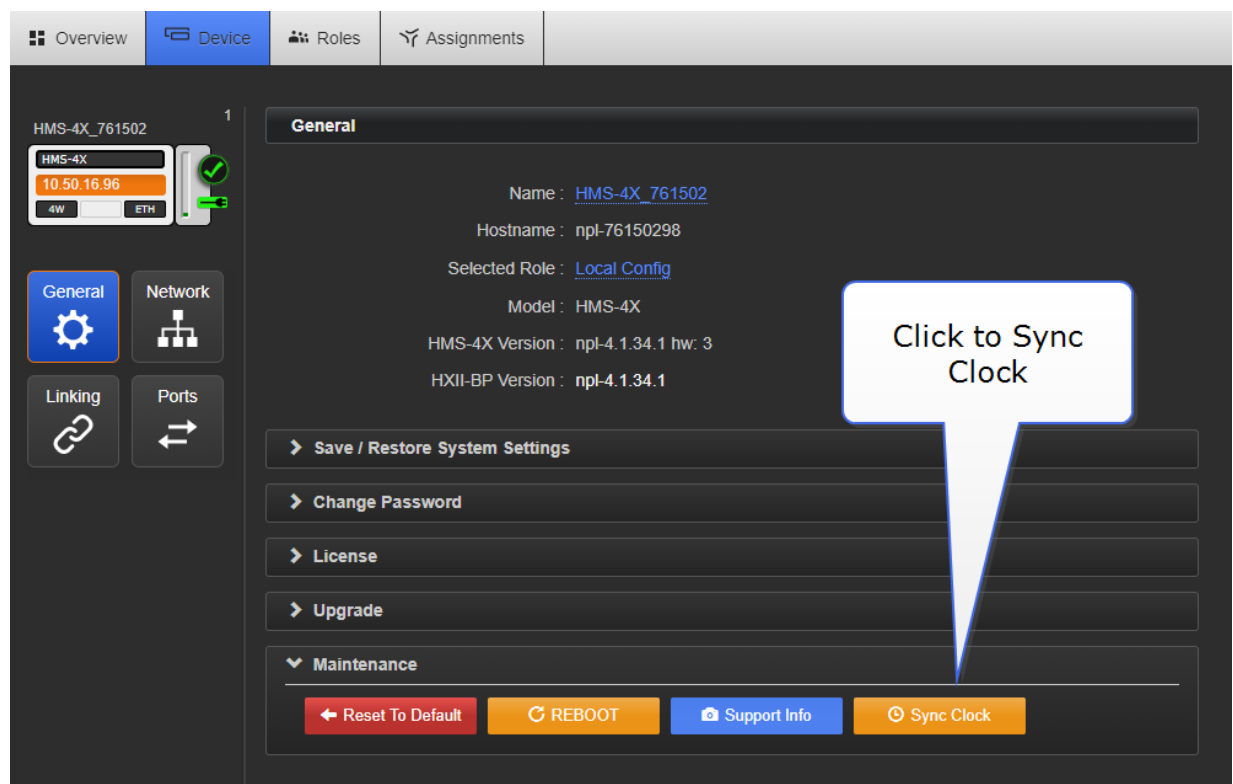 Overview
Device
Roles
Assignments
HMS-4X_761502
1
HMS-4X
10.50.16.96
4W
ETH
General
Network
Linking
Ports
General
Name : HMS-4X_761502
Hostname : npl-76150298
Selected Role : Local Config
Model : HMS-4X
HMS-4X Version : npl-4.1.34.1 hw: 3
HXII-BP Version : npl-4.1.34.1
Click to Sync
Clock
Save / Restore System Settings
Change Password
License
Upgrade
Maintenance
Reset To Default
REBOOT
Support Info
Sync Clock